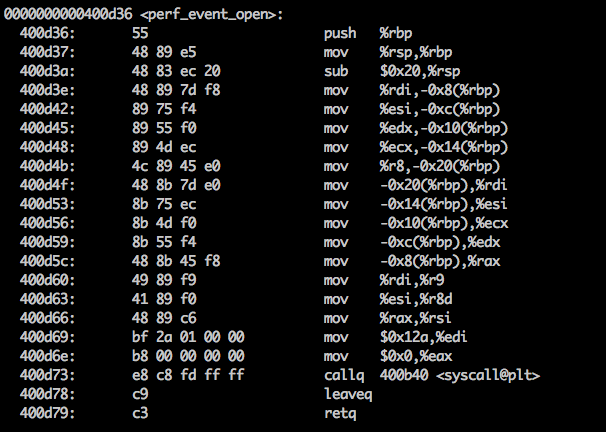 0000000000400d36 <perf_event_open>:
400d36: 55 push %rbp
400d37: 48 89 e5 mov %rsp,%rbp
400d3a: 48 83 ec 20 sub $0x20,%rsp
400d3e: 48 89 7d f8 mov %rdi,-0x8(%rbp)
400d42: 89 75 f4 mov %esi,-0xc(%rbp)
400d45: 89 55 f0 mov %edx,-0x10(%rbp)
400d48: 89 4d ec mov %ecx,-0x14(%rbp)
400d4b: 4c 89 45 e0 mov %r8,-0x20(%rbp)
400d4f: 48 8b 7d e0 mov -0x20(%rbp),%rdi
400d53: 8b 75 ec mov -0x14(%rbp),%esi
400d56: 8b 4d f0 mov -0x10(%rbp),%ecx
400d59: 8b 55 f4 mov -0xc(%rbp),%edx
400d5c: 48 8b 45 f8 mov -0x8(%rbp),%rax
400d60: 49 89 f9 mov %rdi,%r9
400d63: 41 89 f0 mov %esi,%r8d
400d66: 48 89 c6 mov %rax,%rsi
400d69: bf 2a 01 00 00 mov $0x12a,%edi
400d6e: b8 00 00 00 00 mov $0x0,%eax
400d73: e8 c8 fd ff ff callq 400b40 <syscall@plt>
400d78: c9 leaveq
400d79: c3 retq